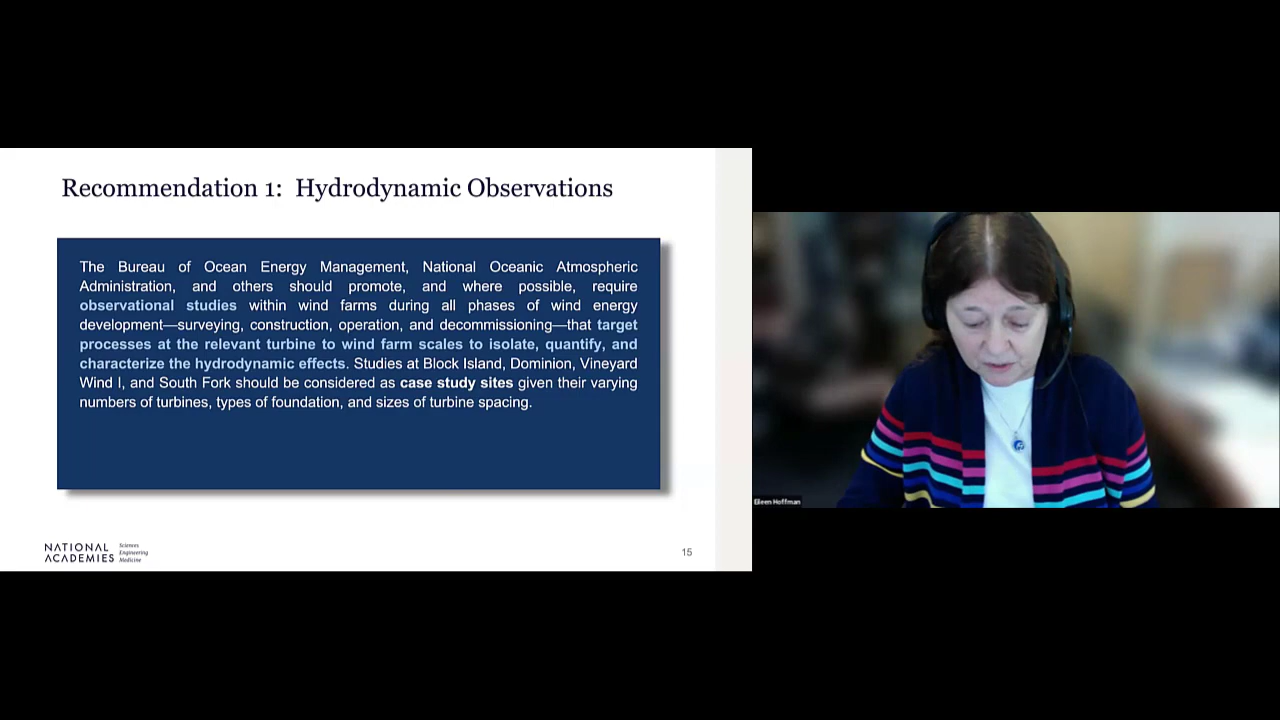 Recommendation 1: Hydrodynamic Observations
The Bureau of Ocean Energy Management, National Oceanic Atmospheric
Administration, and others should promote, and where possible, require
observational studies within wind farms during all phases of wind energy
development—surveying, construction, operation, and decommissioning—that target
processes at the relevant turbine to wind farm scales to isolate, quantify, and
characterize the hydrodynamic effects. Studies at Block Island, Dominion, Vineyard
Wind I, and South Fork should be considered as case study sites given their varying
numbers of turbines, types of foundation, and sizes of turbine spacing.
NATIONAL
ACADEMIES
Sciences
Engineering
Medicine
15
Eileen Hoffman